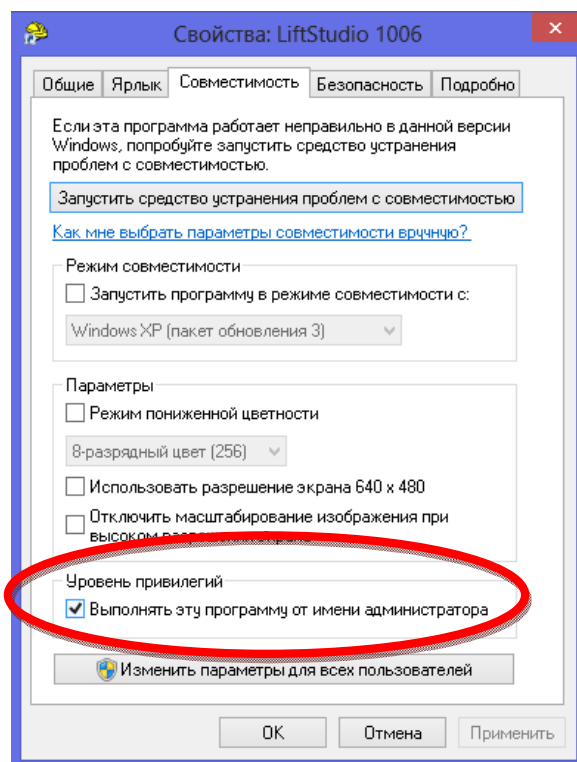 Свойства: LiftStudio 1006
Общие Ярлык Совместимость Безопасность Подробно
Если эта программа работает неправильно в данной версии
Windows, попробуйте запустить средство устранения
проблем с совместимостью.
Запустить средство устранения проблем с совместимостью
Как мне выбрать параметры совместимости вручную?
Режим совместимости
Запустить программу в режиме совместимости с:
Windows XP (пакет обновления 3)
Параметры
Режим пониженной цветности
8-разрядный цвет (256)
Использовать разрешение экрана 640 x 480
Отключить масштабирование изображения при
высоком
Уровень привилегий
Выполнять эту программу от имени администратора
Изменить параметры для всех пользователей
OK Отмена Применить